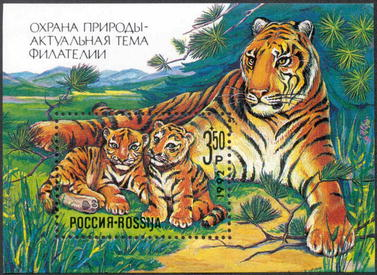 ОХРАНА ПРИРОДЫ-
АКТУАЛЬНАЯ ТЕМА
ФИЛАТЕЛИИ
3,50
Р
1992
РОССИЯ·ROSSIJA